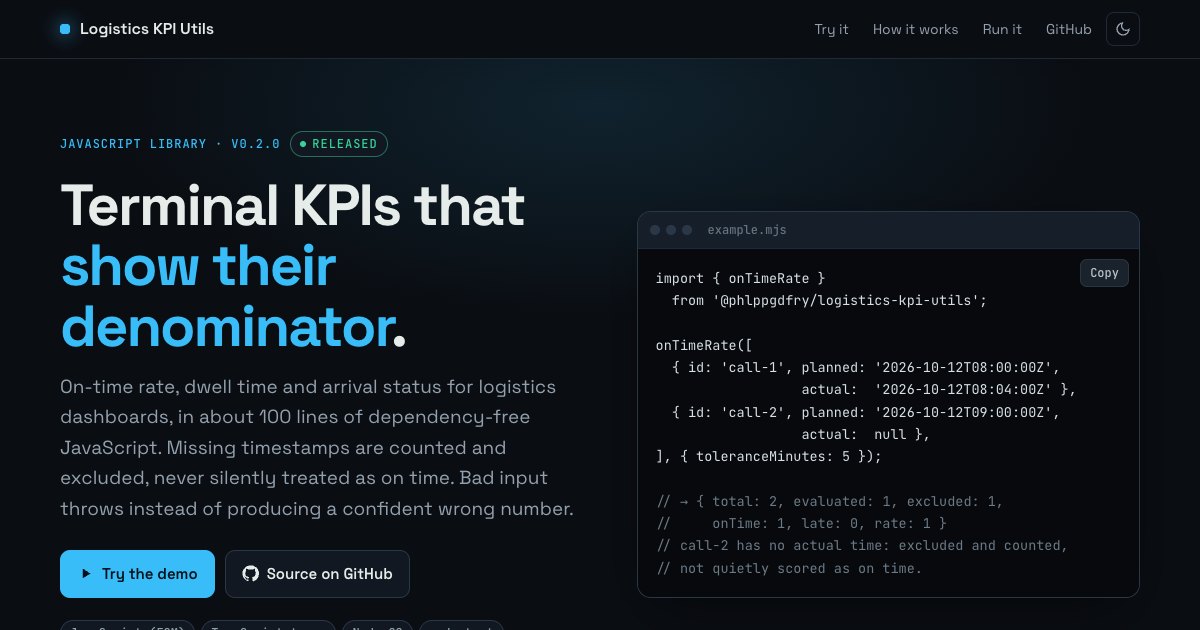 Logistics KPI Utils
Try it
How it works
Run it
GitHub
JAVASCRIPT LIBRARY · V0.2.0
RELEASED
Terminal KPIs that
show their
denominator.
On-time rate, dwell time and arrival status for logistics
dashboards, in about 100 lines of dependency-free
JavaScript. Missing timestamps are counted and
excluded, never silently treated as on time. Bad input
throws instead of producing a confident wrong number.
Try the demo
Source on GitHub
example.mjs
Copy
import { onTimeRate }
from '@phlppgdfry/logistics-kpi-utils';
onTimeRate([
{ id: 'call-1', planned: '2026-10-12T08:00:00Z',
actual: '2026-10-12T08:04:00Z' },
{ id: 'call-2', planned: '2026-10-12T09:00:00Z',
actual: null },
], { toleranceMinutes: 5 });
// → { total: 2, evaluated: 1, excluded: 1,
// onTime: 1, late: 0, rate: 1 }
// call-2 has no actual time: excluded and counted,
// not quietly scored as on time.